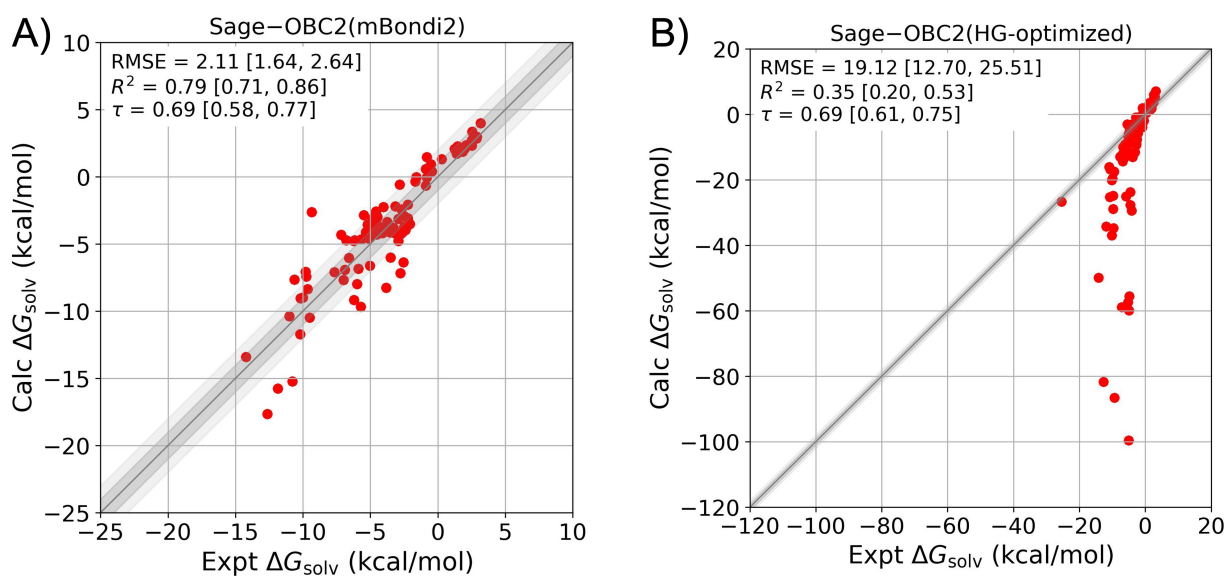 A)
Sage−OBC2(mBondi2)
RMSE = 2.11 [1.64, 2.64]
R² = 0.79 [0.71, 0.86]
τ = 0.69 [0.58, 0.77]
10
5
0
−5
−10
−15
−20
−25
Calc ΔG_solv (kcal/mol)
−25 −20 −15 −10 −5 0 5 10
Expt ΔG_solv (kcal/mol)
B)
Sage−OBC2(HG-optimized)
RMSE = 19.12 [12.70, 25.51]
R² = 0.35 [0.20, 0.53]
τ = 0.69 [0.61, 0.75]
20
0
−20
−40
−60
−80
−100
−120
Calc ΔG_solv (kcal/mol)
−120 −100 −80 −60 −40 −20 0 20
Expt ΔG_solv (kcal/mol)